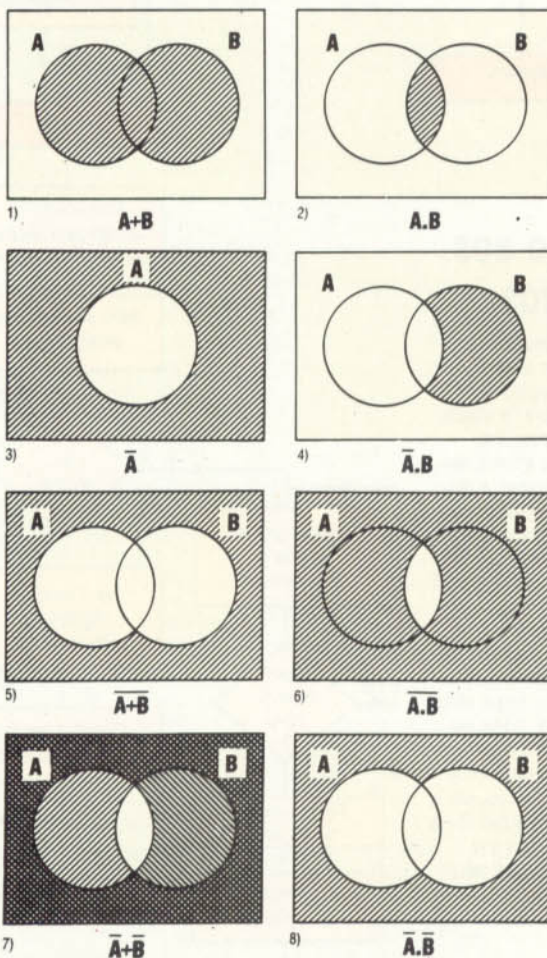 A B
1) A+B
A B
2) A.B
A
3) A̅
A B
4) A̅.B
A B
5) A̅+̅B̅
A B
6) A̅.̅B̅
A B
7) A̅+B̅
A B
8) A̅.B̅